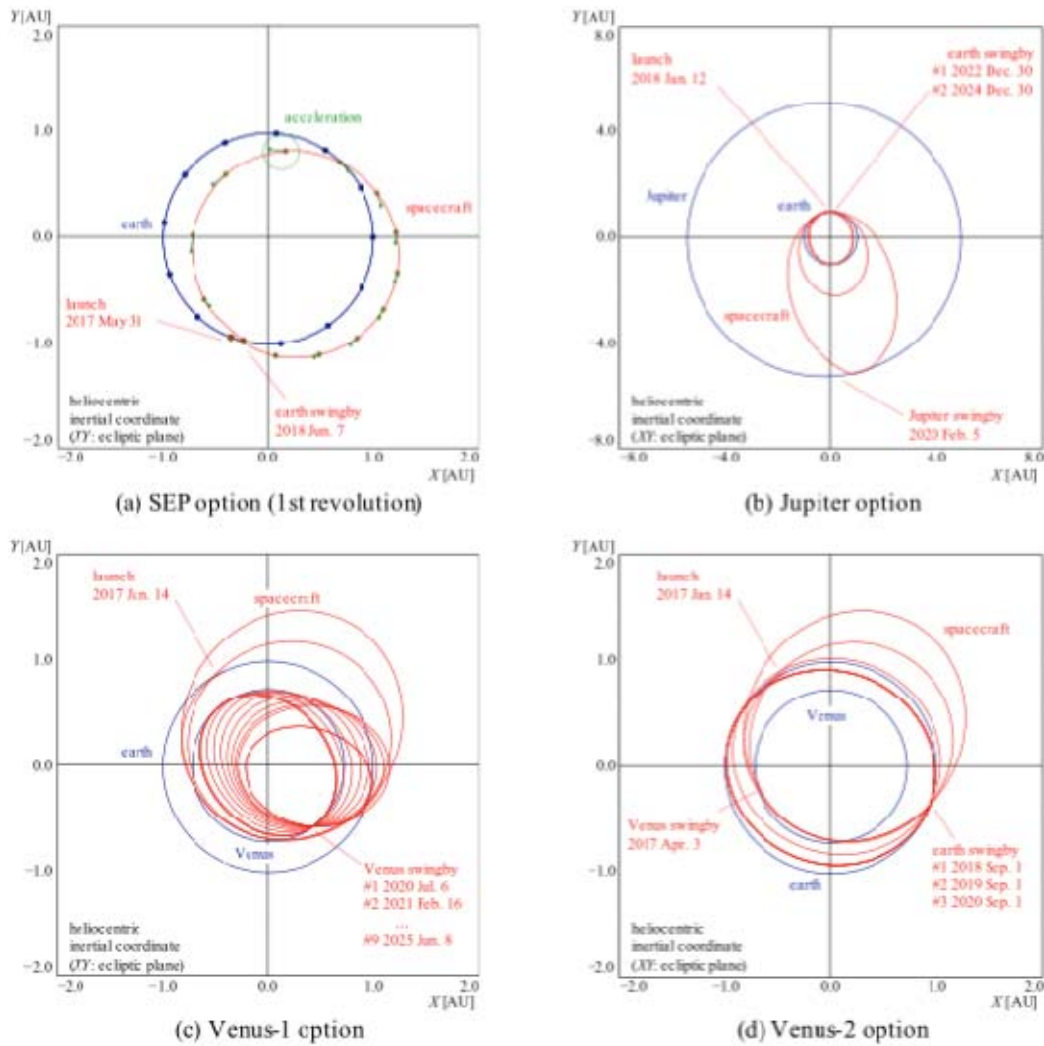 Y [AU]
2.0
acceleration
1.0
spacecraft
earth
0.0
launch
2017 May 31
-1.0
earth swingby
2018 Jun. 7
heliocentric
inertial coordinate
(XY: ecliptic plane)
-2.0
-2.0 -1.0 0.0 1.0 2.0
X [AU]
(a) SEP option (1st revolution)
Y [AU]
8.0
launch
2018 Jan. 12
earth swingby
#1 2022 Dec. 30
#2 2024 Dec. 30
4.0
Jupiter
earth
0.0
spacecraft
-4.0
Jupiter swingby
2020 Feb. 5
heliocentric
inertial coordinate
(XY: ecliptic plane)
-8.0
-8.0 -4.0 0.0 4.0 8.0
X [AU]
(b) Jupiter option
Y [AU]
2.0
launch
2017 Jan. 14
spacecraft
1.0
earth
0.0
Venus
Venus swingby
#1 2020 Jul. 6
#2 2021 Feb. 16
...
#9 2025 Jun. 8
-1.0
heliocentric
inertial coordinate
(XY: ecliptic plane)
-2.0
-2.0 -1.0 0.0 1.0 2.0
X [AU]
(c) Venus-1 cption
Y [AU]
2.0
launch
2017 Jan. 14
spacecraft
1.0
Venus
0.0
Venus swingby
2017 Apr. 3
earth swingby
#1 2018 Sep. 1
#2 2019 Sep. 1
#3 2020 Sep. 1
-1.0
earth
heliocentric
inertial coordinate
(XY: ecliptic plane)
-2.0
-2.0 -1.0 0.0 1.0 2.0
X [AU]
(d) Venus-2 option